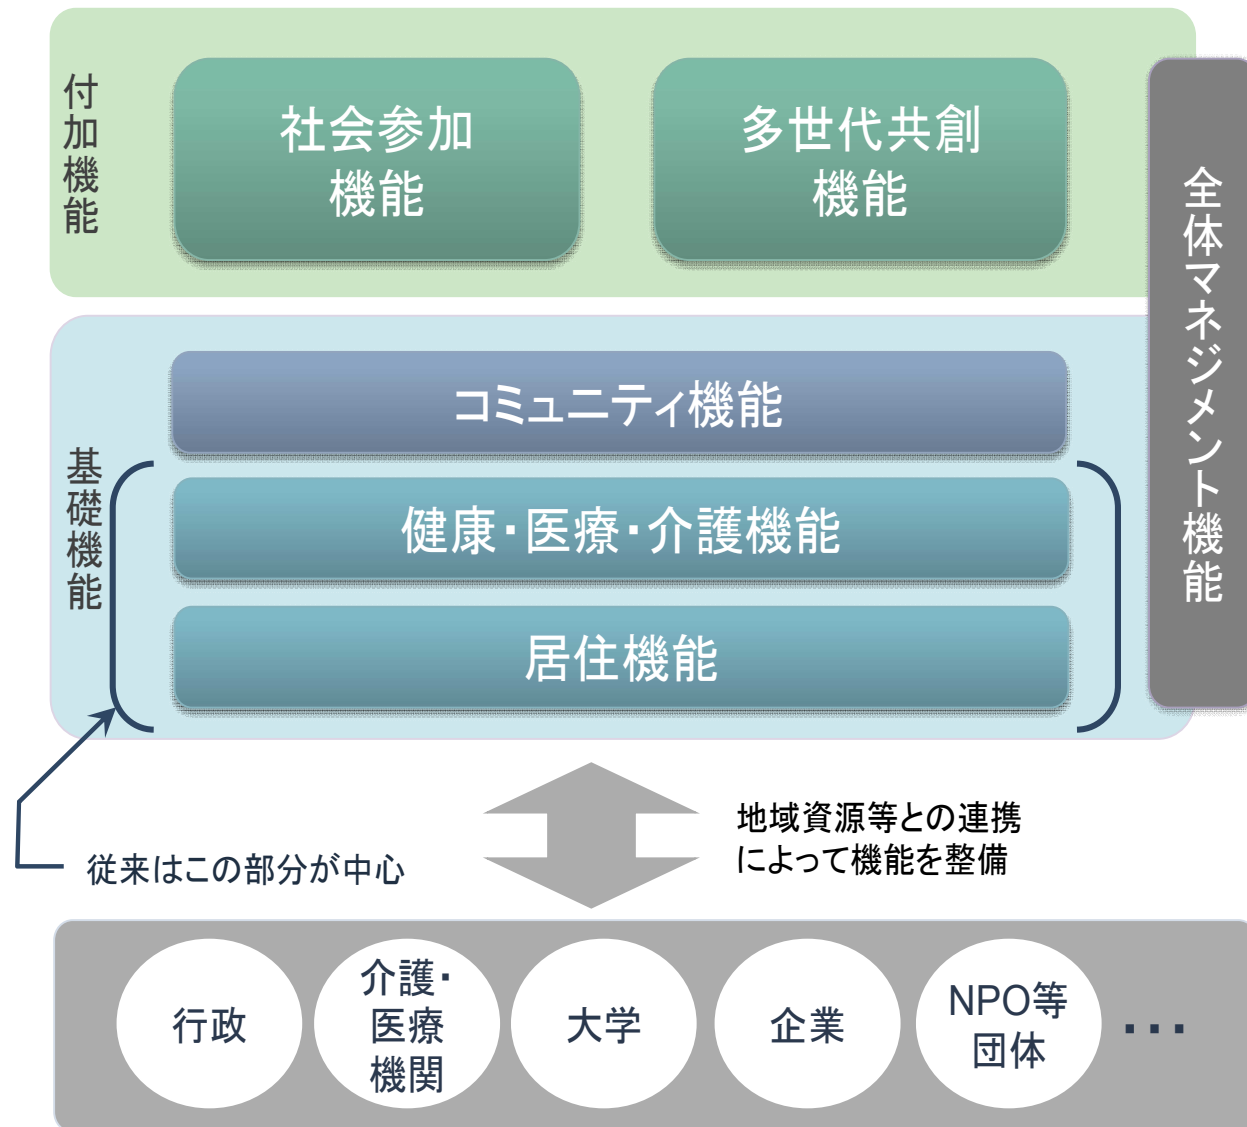 付加機能
社会参加
機能
多世代共創
機能
全体マネジメント機能
基礎機能
コミュニティ機能
健康・医療・介護機能
居住機能
従来はこの部分が中心
地域資源等との連携
によって機能を整備
行政
介護・
医療
機関
大学
企業
NPO等
団体
・・・